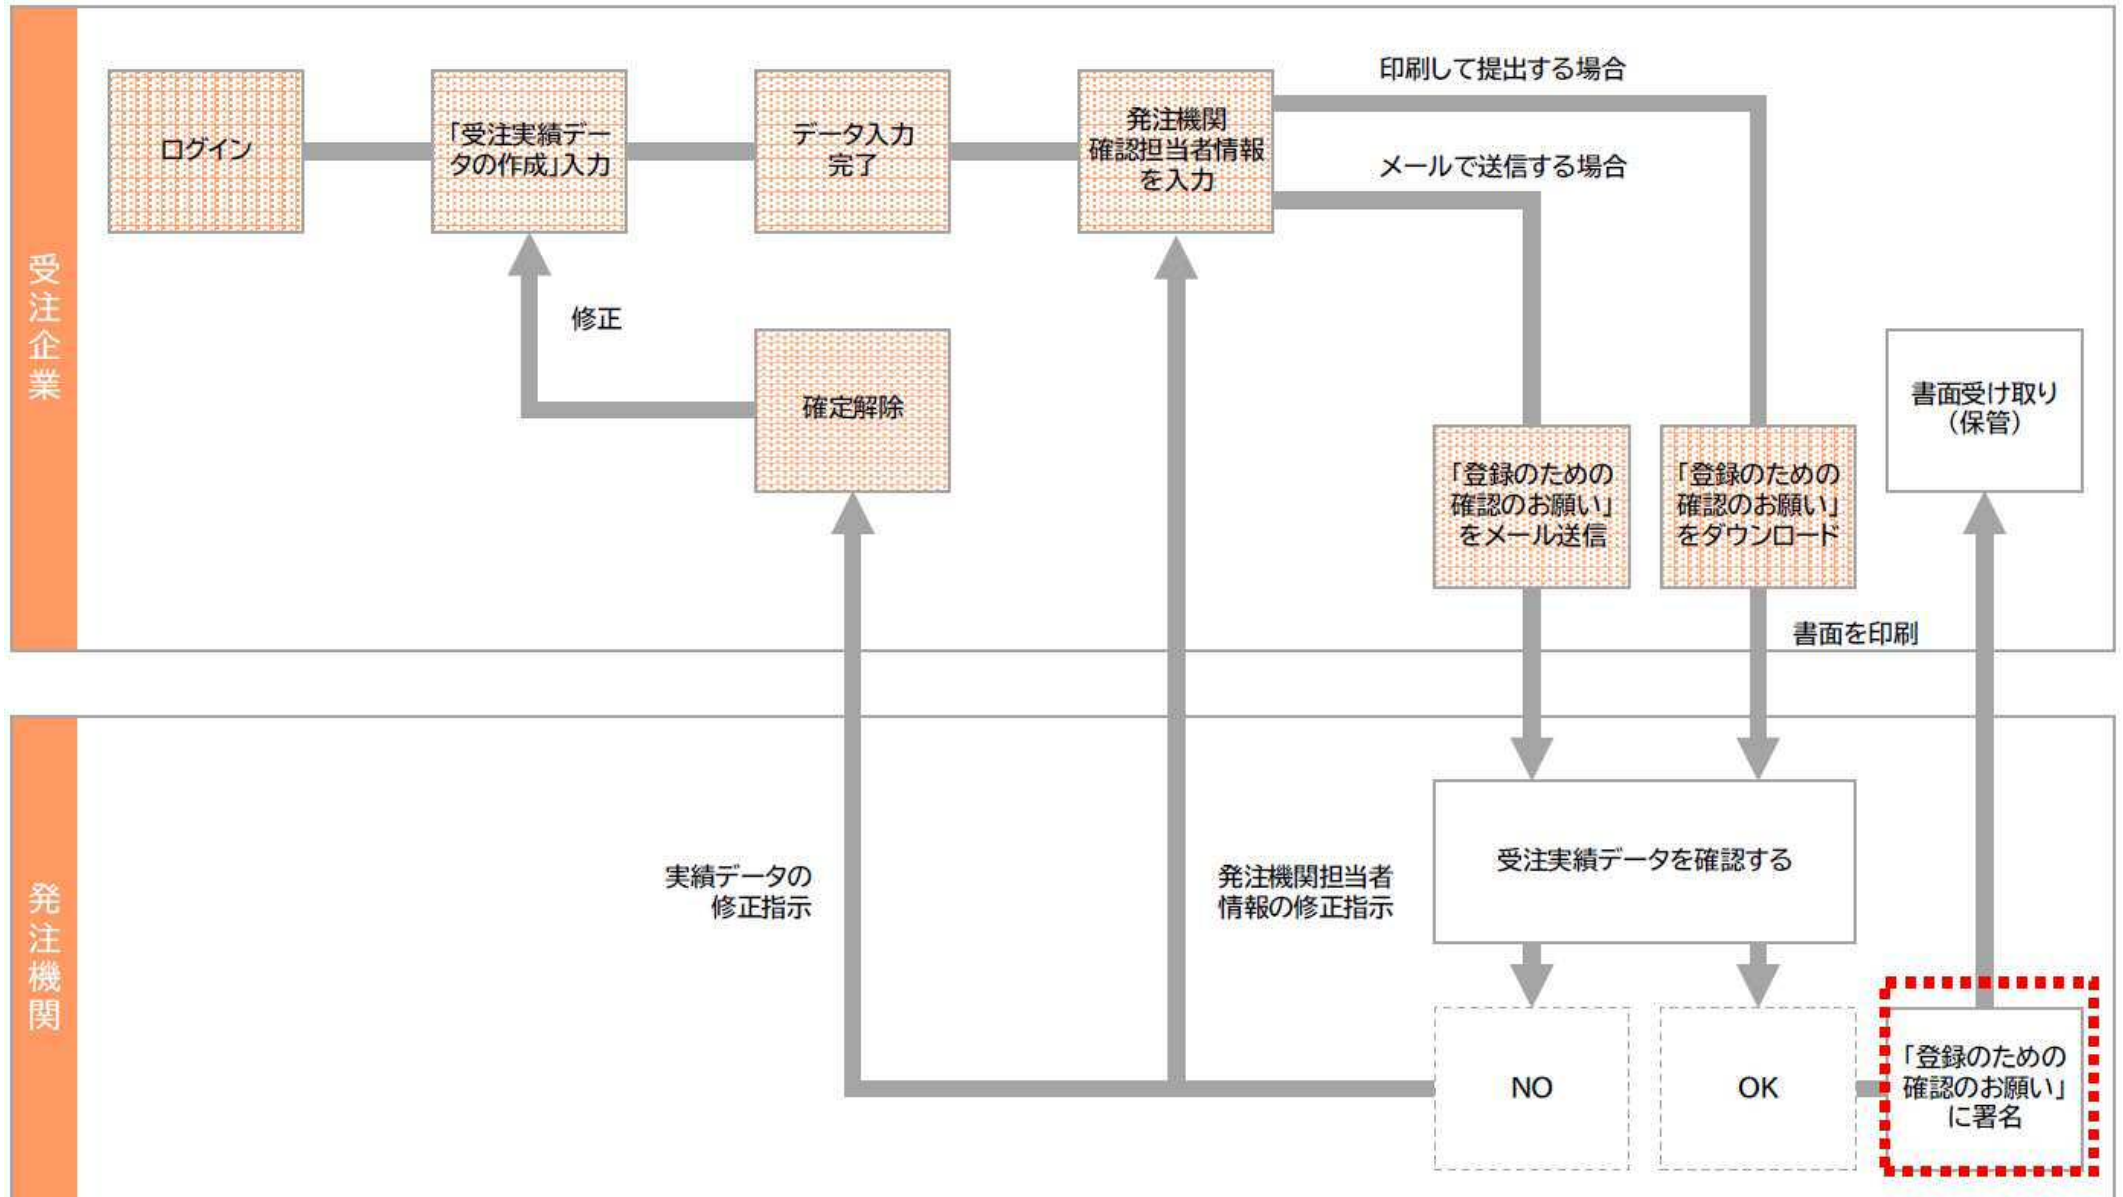 受注企業
ログイン
「受注実績デー
タの作成」入力
データ入力
完了
発注機関
確認担当者情報
を入力
印刷して提出する場合
メールで送信する場合
修正
確定解除
「登録のための
確認のお願い」
をメール送信
「登録のための
確認のお願い」
をダウンロード
書面受け取り
(保管)
書面を印刷
発注機関
実績データの
修正指示
発注機関担当者
情報の修正指示
受注実績データを確認する
NO
OK
「登録のための
確認のお願い」
に署名